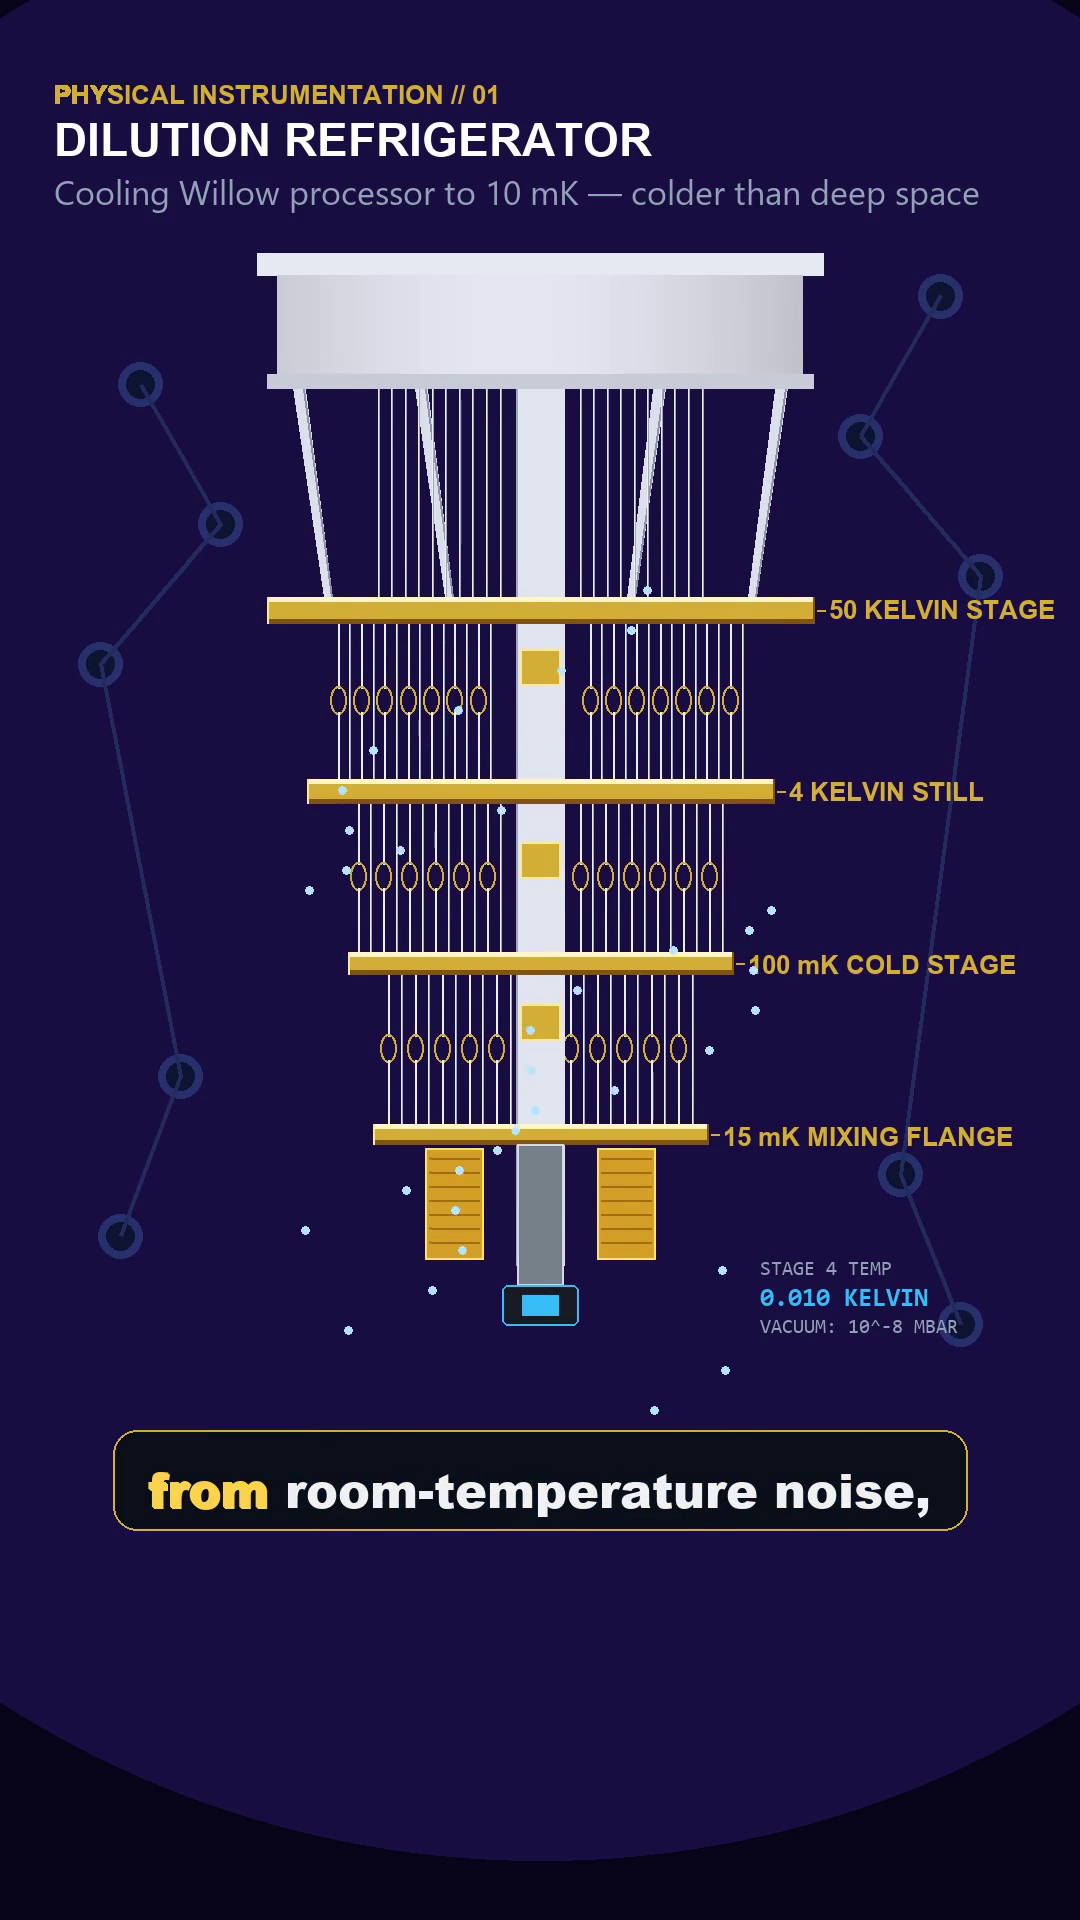 PHYSICAL INSTRUMENTATION // 01
DILUTION REFRIGERATOR
Cooling Willow processor to 10 mK — colder than deep space
50 KELVIN STAGE
4 KELVIN STILL
100 mK COLD STAGE
15 mK MIXING FLANGE
STAGE 4 TEMP
0.010 KELVIN
VACUUM: 10^-8 MBAR
from room-temperature noise,